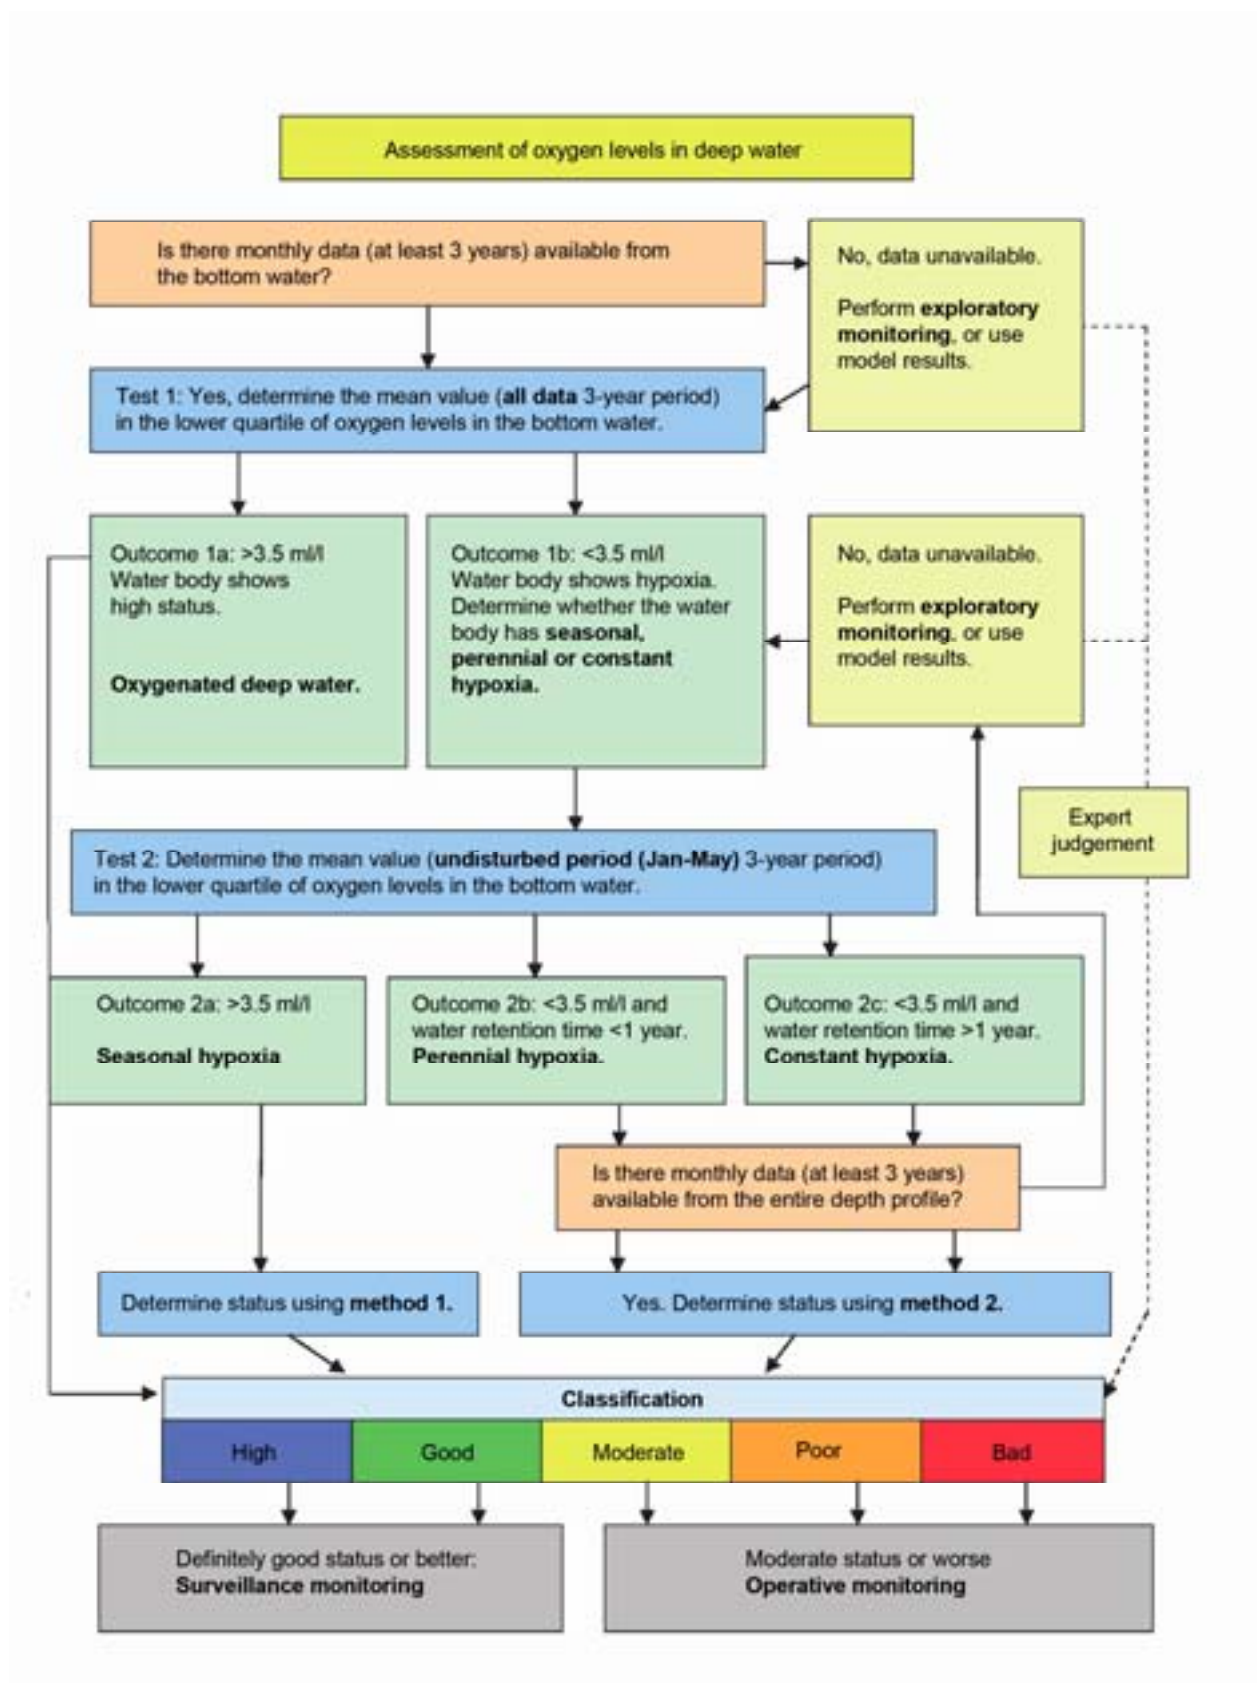 Assessment of oxygen levels in deep water
Is there monthly data (at least 3 years) available from
the bottom water?
No, data unavailable.
Perform exploratory
monitoring, or use
model results.
Test 1: Yes, determine the mean value (all data 3-year period)
in the lower quartile of oxygen levels in the bottom water.
Outcome 1a: >3.5 ml/l
Water body shows
high status.
Oxygenated deep water.
Outcome 1b: <3.5 ml/l
Water body shows hypoxia.
Determine whether the water
body has seasonal,
perennial or constant
hypoxia.
No, data unavailable.
Perform exploratory
monitoring, or use
model results.
Expert
judgement
Test 2: Determine the mean value (undisturbed period (Jan-May) 3-year period)
in the lower quartile of oxygen levels in the bottom water.
Outcome 2a: >3.5 ml/l
Seasonal hypoxia
Outcome 2b: <3.5 ml/l and
water retention time <1 year.
Perennial hypoxia.
Outcome 2c: <3.5 ml/l and
water retention time >1 year.
Constant hypoxia.
Is there monthly data (at least 3 years)
available from the entire depth profile?
Determine status using method 1.
Yes. Determine status using method 2.
Classification
High
Good
Moderate
Poor
Bad
Definitely good status or better:
Surveillance monitoring
Moderate status or worse
Operative monitoring